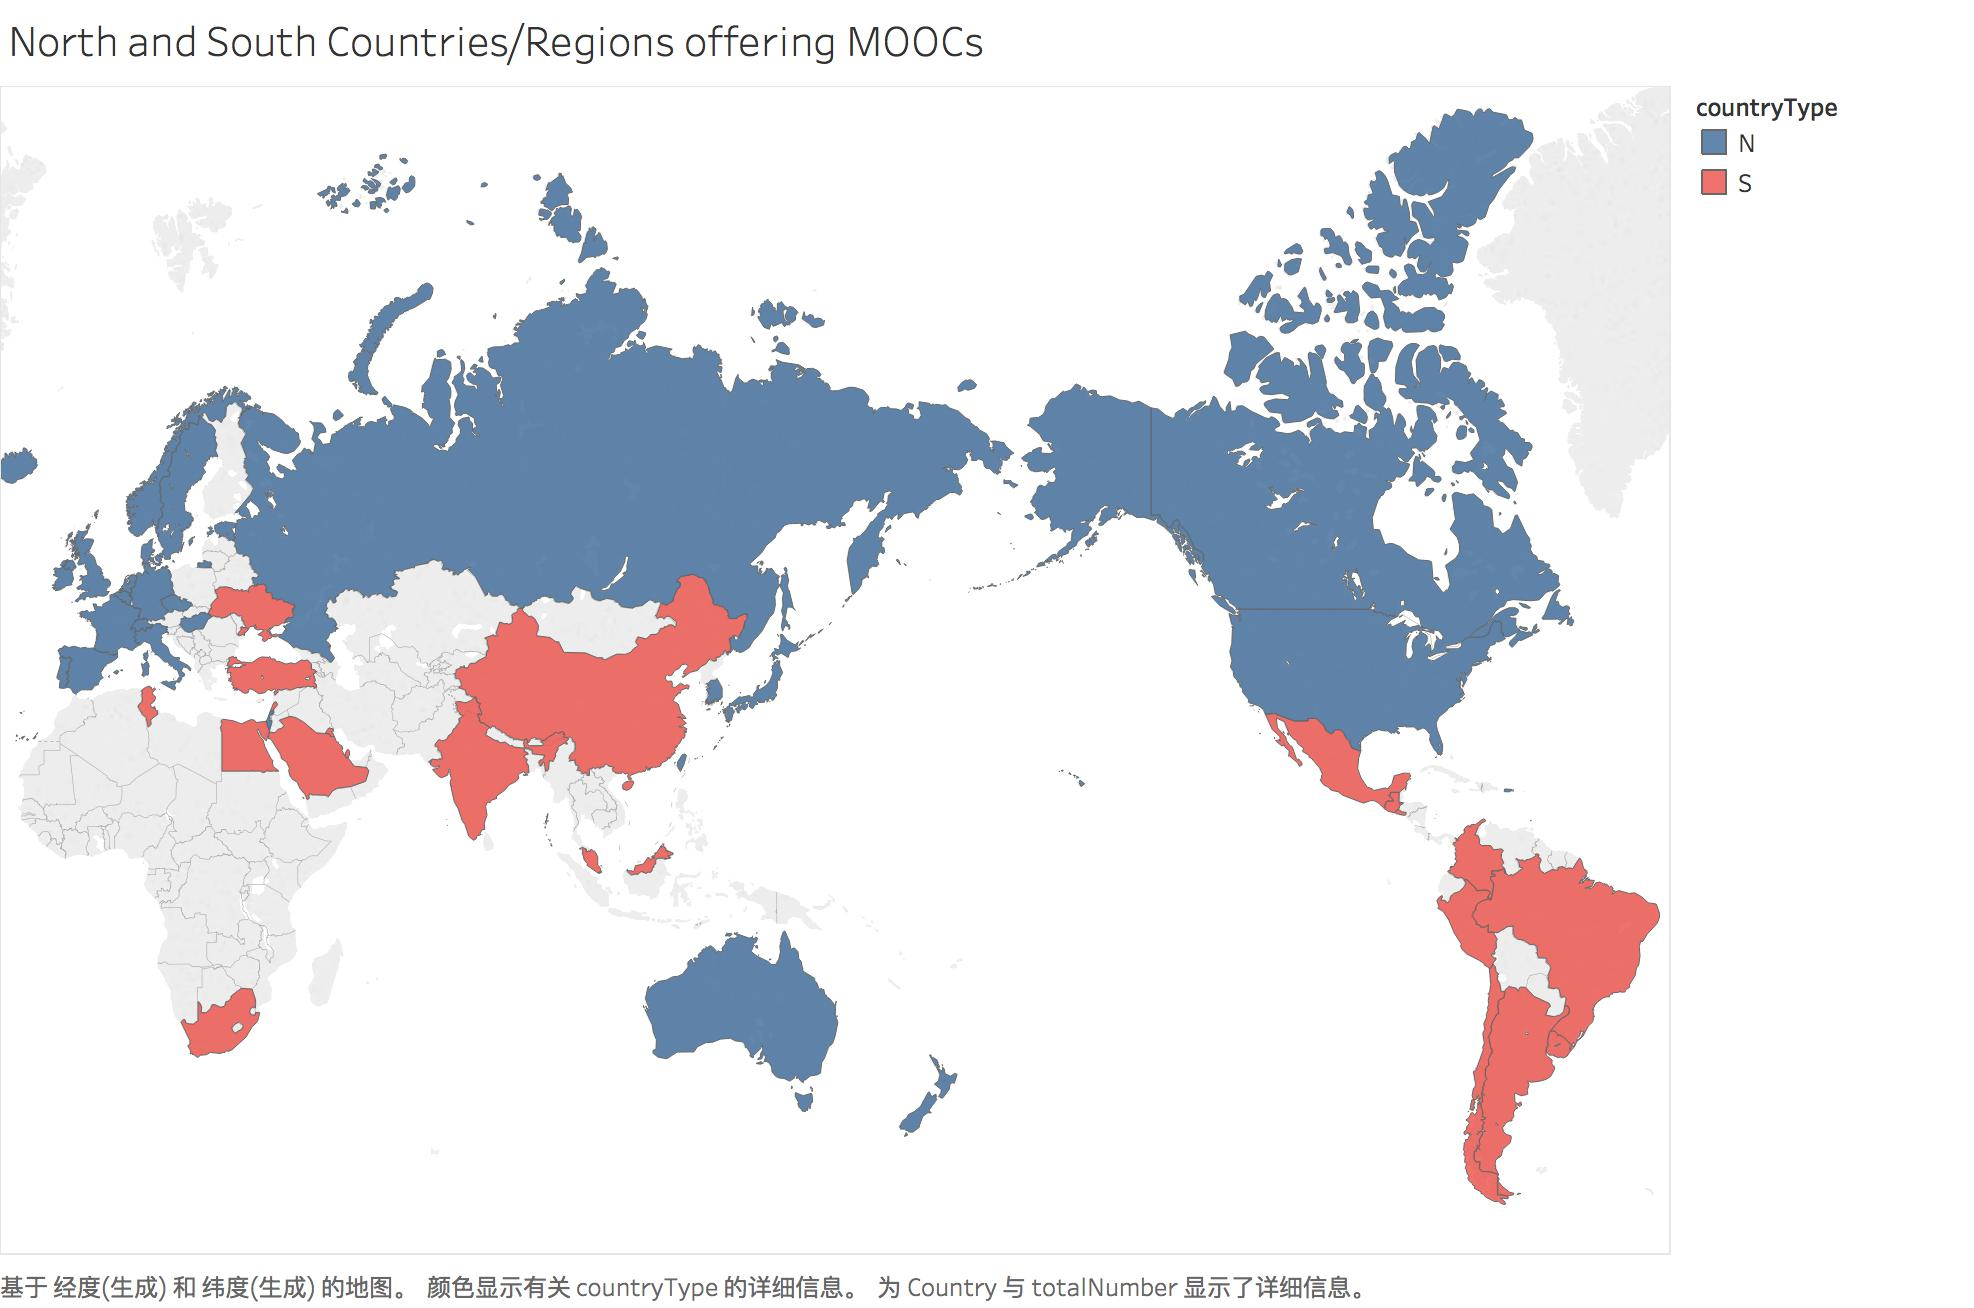 North and South Countries/Regions offering MOOCs
countryType
N
S
基于 经度(生成) 和 纬度(生成) 的地图。 颜色显示有关 countryType 的详细信息。 为 Country 与 totalNumber 显示了详细信息。